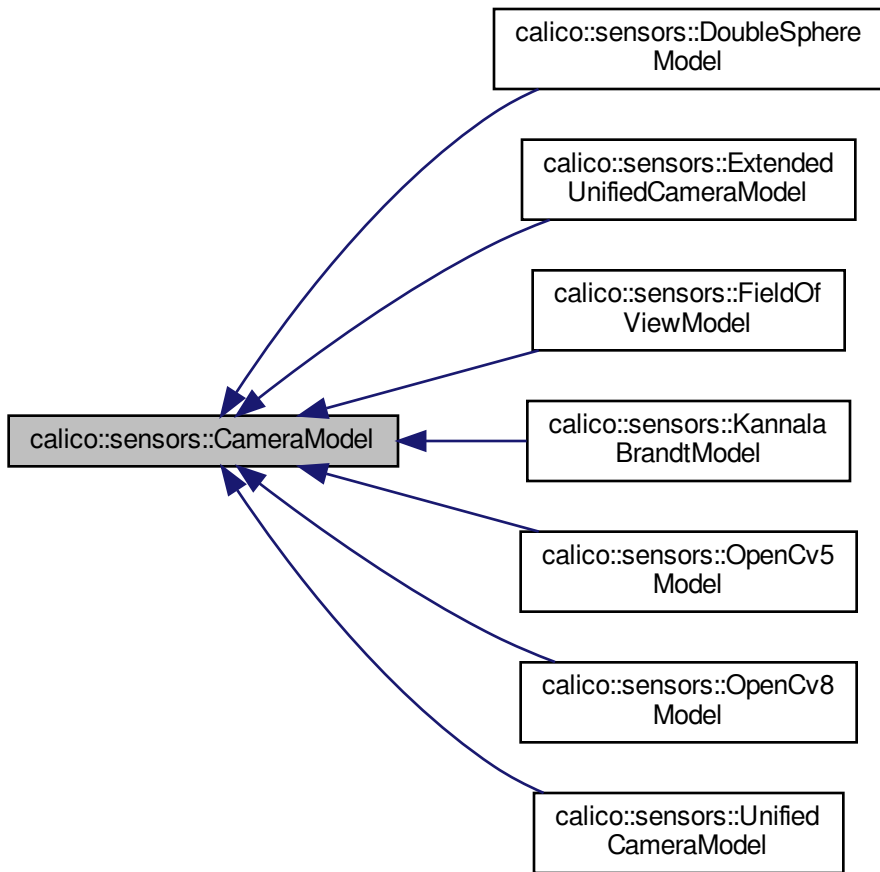 calico::sensors::DoubleSphere
Model
calico::sensors::Extended
UnifiedCameraModel
calico::sensors::FieldOf
ViewModel
calico::sensors::CameraModel
calico::sensors::Kannala
BrandtModel
calico::sensors::OpenCv5
Model
calico::sensors::OpenCv8
Model
calico::sensors::Unified
CameraModel